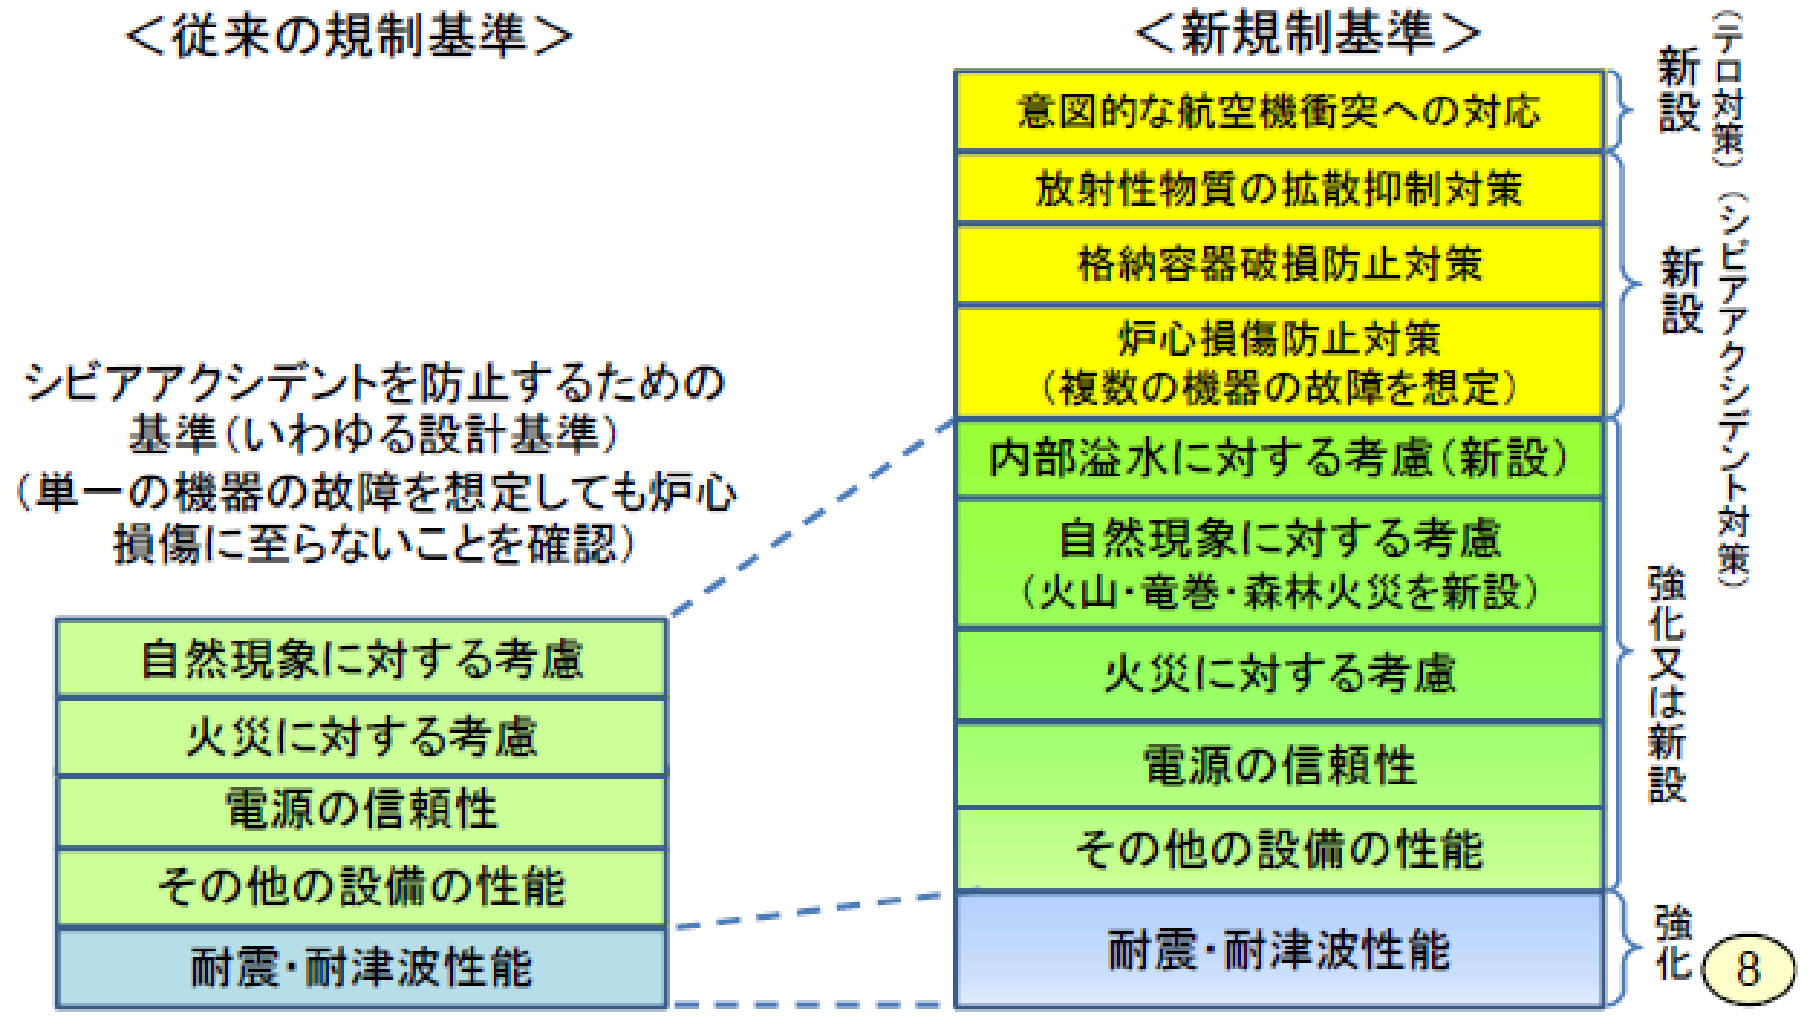 ＜従来の規制基準＞
シビアアクシデントを防止するための
基準（いわゆる設計基準）
（単一の機器の故障を想定しても炉心
損傷に至らないことを確認）
自然現象に対する考慮
火災に対する考慮
電源の信頼性
その他の設備の性能
耐震・耐津波性能
＜新規制基準＞
意図的な航空機衝突への対応
放射性物質の拡散抑制対策
格納容器破損防止対策
炉心損傷防止対策
（複数の機器の故障を想定）
内部溢水に対する考慮（新設）
自然現象に対する考慮
（火山・竜巻・森林火災を新設）
火災に対する考慮
電源の信頼性
その他の設備の性能
耐震・耐津波性能
新設
（テロ対策）
新設
（シビアアクシデント対策）
強化又は新設
強化
8